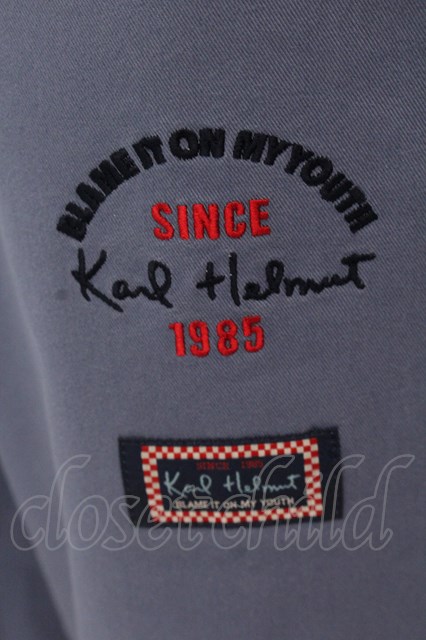 BLAME IT ON MY YOUTH
SINCE
Karl Helmut
1985
SINCE 1985
Karl Helmut
BLAME IT ON MY YOUTH
closet child